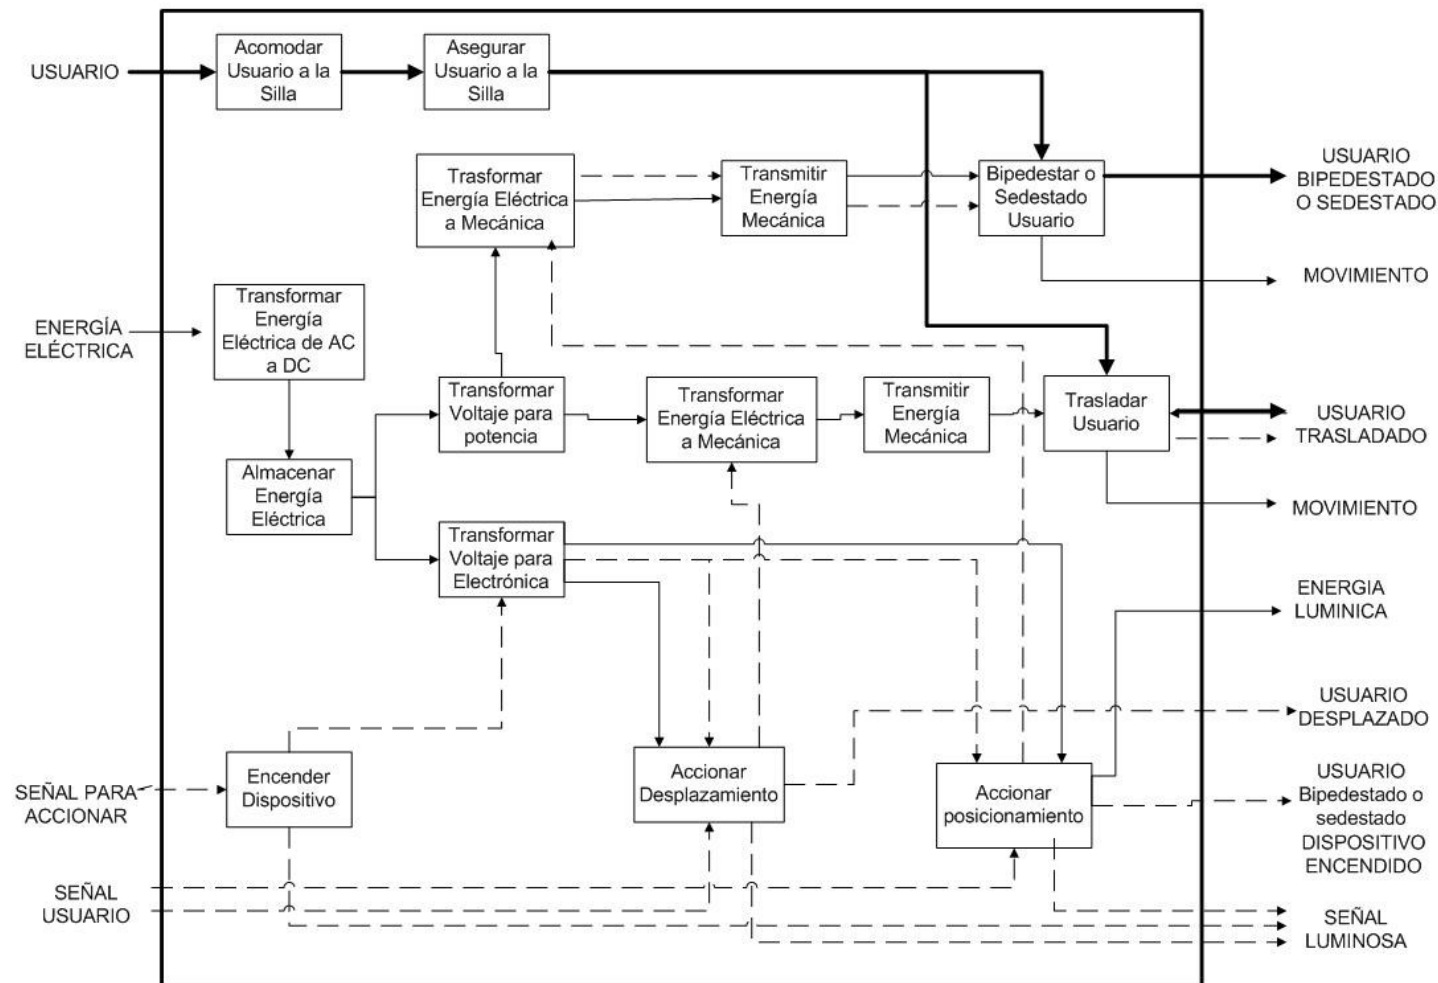 USUARIO
Acomodar
Usuario a la
Silla
Asegurar
Usuario a la
Silla
Trasformar
Energía Eléctrica
a Mecánica
Transmitir
Energía
Mecánica
Bipedestar o
Sedestado
Usuario
USUARIO
BIPEDESTADO
O SEDESTADO
MOVIMIENTO
ENERGÍA
ELÉCTRICA
Transformar
Energía
Eléctrica de AC
a DC
Transformar
Voltaje para
potencia
Transformar
Energía Eléctrica
a Mecánica
Transmitir
Energía
Mecánica
Trasladar
Usuario
USUARIO
TRASLADADO
Almacenar
Energía
Eléctrica
MOVIMIENTO
Transformar
Voltaje para
Electrónica
ENERGIA
LUMINICA
USUARIO
DESPLAZADO
SEÑAL PARA
ACCIONAR
Encender
Dispositivo
Accionar
Desplazamiento
Accionar
posicionamiento
USUARIO
Bipedestado o
sedestado
DISPOSITIVO
ENCENDIDO
SEÑAL
USUARIO
SEÑAL
LUMINOSA